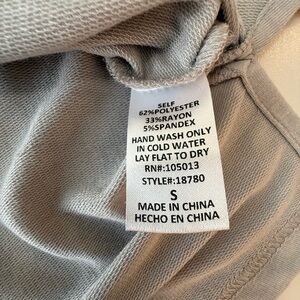 SELF
62%POLYESTER
33%RAYON
5%SPANDEX
HAND WASH ONLY
IN COLD WATER
LAY FLAT TO DRY
RN#:105013
STYLE#:18780
S
MADE IN CHINA
HECHO EN CHINA